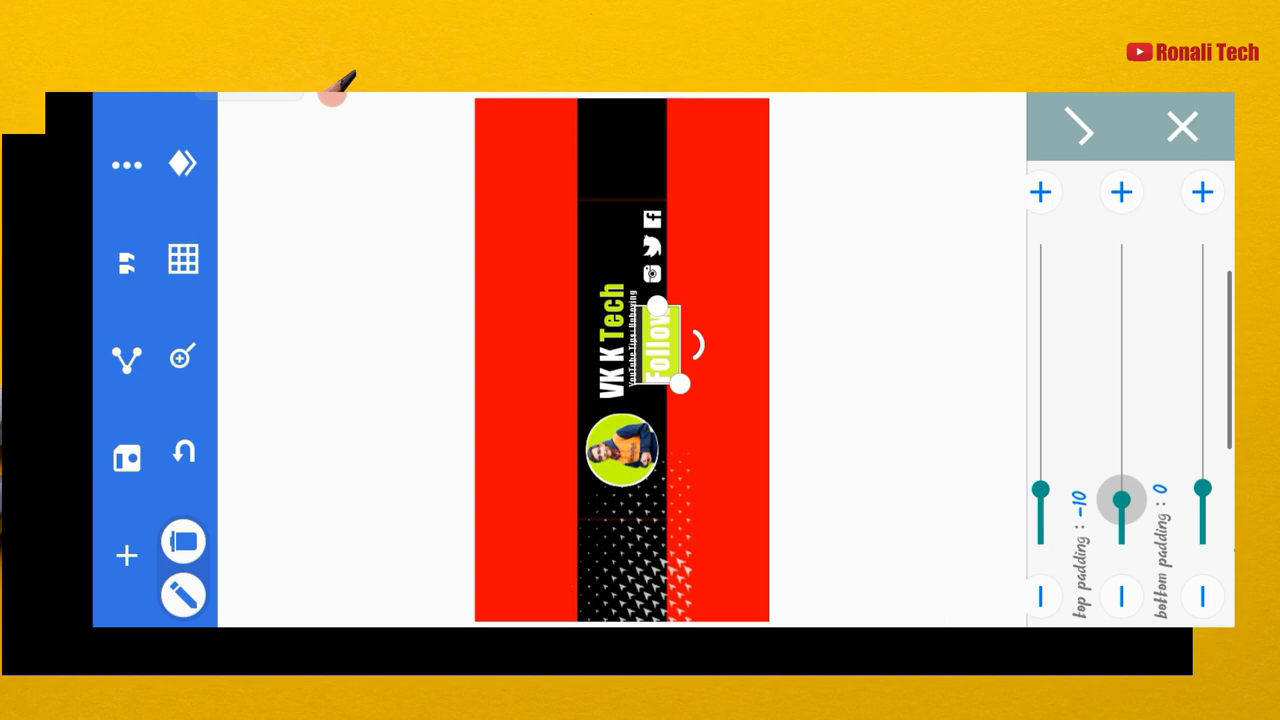 Ronali Tech
VK K Tech
YouTube Tips Unboxing
Follow
top padding : -10
bottom padding : 0